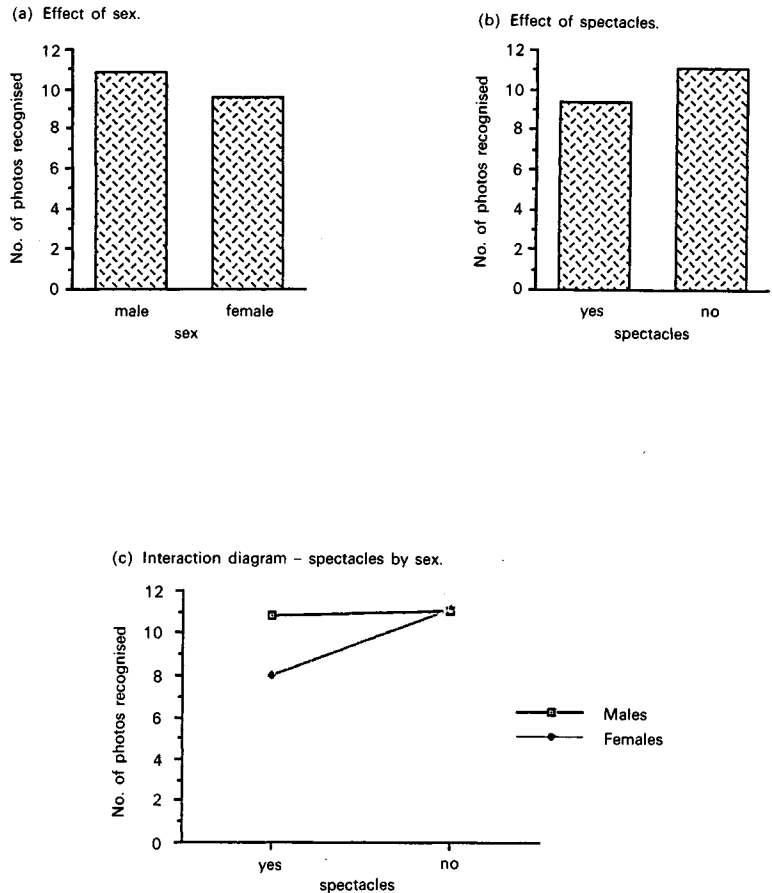 (a) Effect of sex.
No. of photos recognised
12
10
8
6
4
2
0
male female
sex
(b) Effect of spectacles.
No. of photos recognised
12
10
8
6
4
2
0
yes no
spectacles
(c) Interaction diagram – spectacles by sex.
No. of photos recognised
12
10
8
6
4
2
0
yes no
spectacles
Males
Females